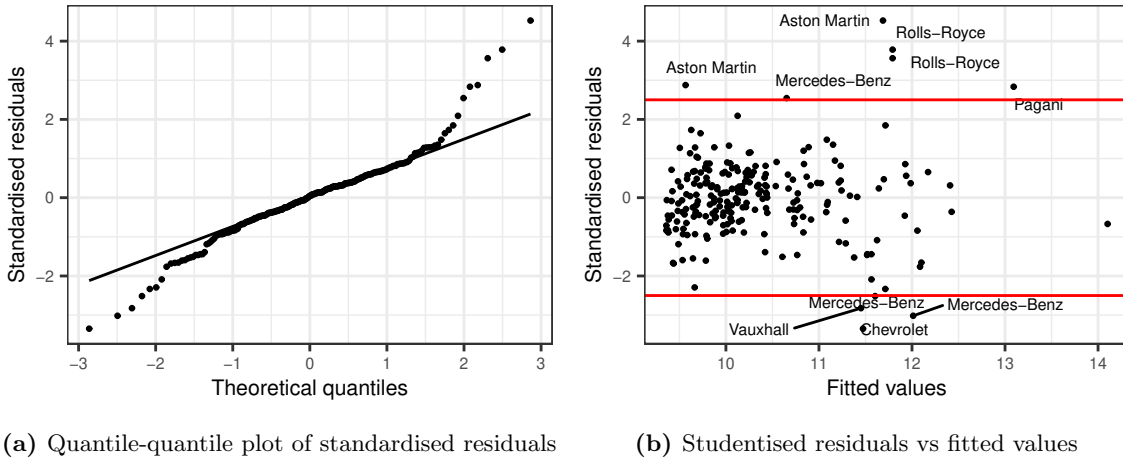 Standardised residuals
4
2
0
−2
−3
−2
−1
0
1
2
3
Theoretical quantiles
(a) Quantile-quantile plot of standardised residuals
Standardised residuals
4
2
0
−2
10
11
12
13
14
Fitted values
Aston Martin
Rolls−Royce
Rolls−Royce
Aston Martin
Mercedes−Benz
Pagani
Mercedes−Benz
Mercedes−Benz
Vauxhall
Chevrolet
(b) Studentised residuals vs fitted values